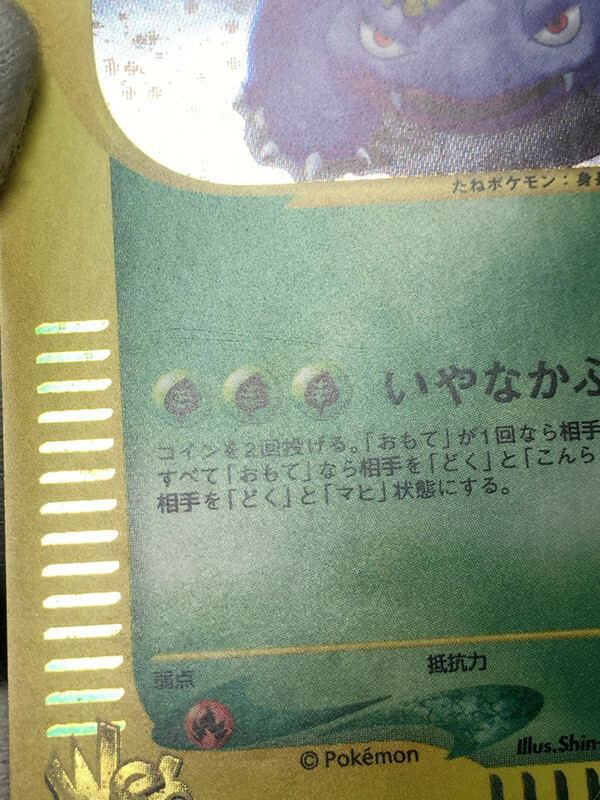 たねポケモン：身長
いやなかふ
コインを2回投げる。「おもて」が1回なら相手
すべて「おもて」なら相手を「どく」と「こんら
相手を「どく」と「マヒ」状態にする。
弱点
抵抗力
© Pokémon
Illus.Shin-